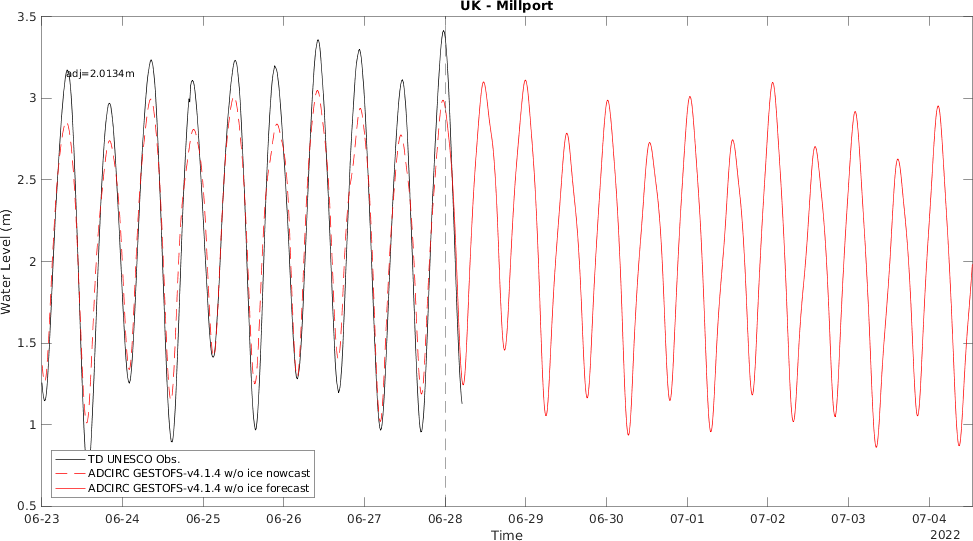 UK - Millport
3.5
adj=2.0134m
3
2.5
2
1.5
1
0.5
Water Level (m)
TD UNESCO Obs.
ADCIRC GESTOFS-v4.1.4 w/o ice nowcast
ADCIRC GESTOFS-v4.1.4 w/o ice forecast
06-23 06-24 06-25 06-26 06-27 06-28 06-29 06-30 07-01 07-02 07-03 07-04
Time
2022